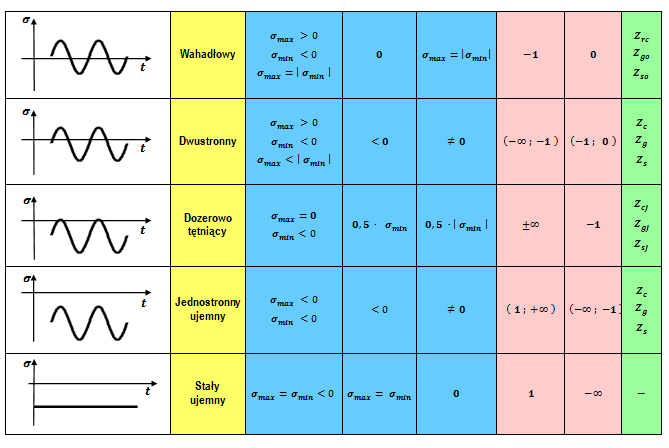 σ t Wahadłowy σmax > 0 0 σmax = |σmin| −1 0 Zrc
σmin < 0 Zgo
σmax = |σmin| Zso
σ t Dwustronny σmax > 0 < 0 ≠ 0 (−∞; −1) (−1; 0) Zc
σmin < 0 Zg
σmax < |σmin| Zs
σ t Dozerowo tętniący σmax = 0 0,5 · σmin 0,5 · |σmin| ±∞ −1 Zcj
σmin < 0 Zgj
Zsj
σ t Jednostronny ujemny σmax < 0 < 0 ≠ 0 (1; +∞) (−∞; −1) Zc
σmin < 0 Zg
Zs
σ t Stały ujemny σmax = σmin < 0 σmax = σmin 0 1 −∞ −